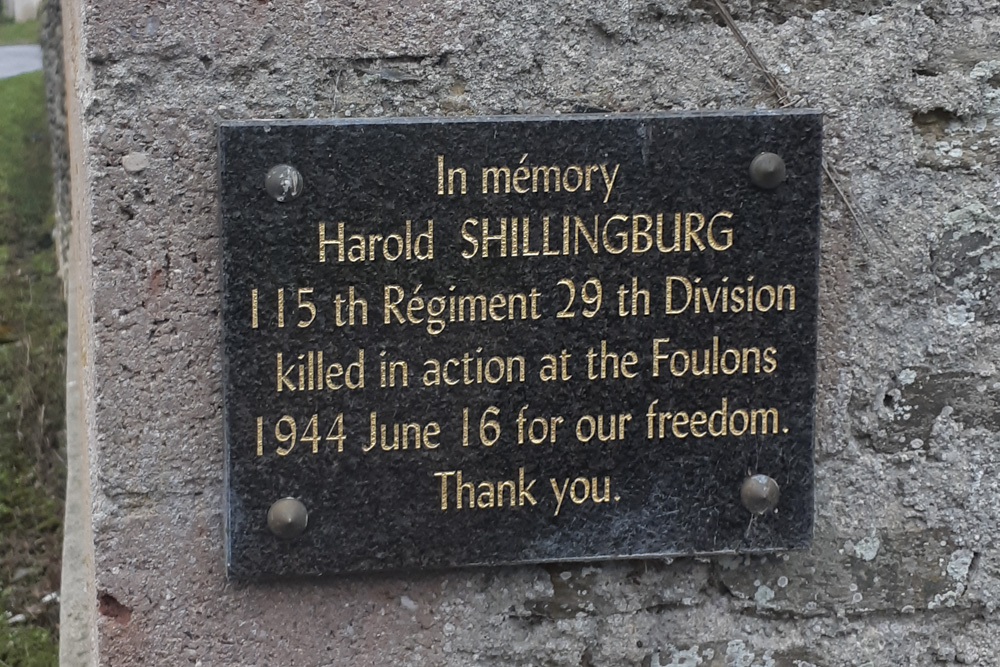 In mémory
Harold SHILLINGBURG
115 th Régiment 29 th Division
killed in action at the Foulons
1944 June 16 for our freedom.
Thank you.